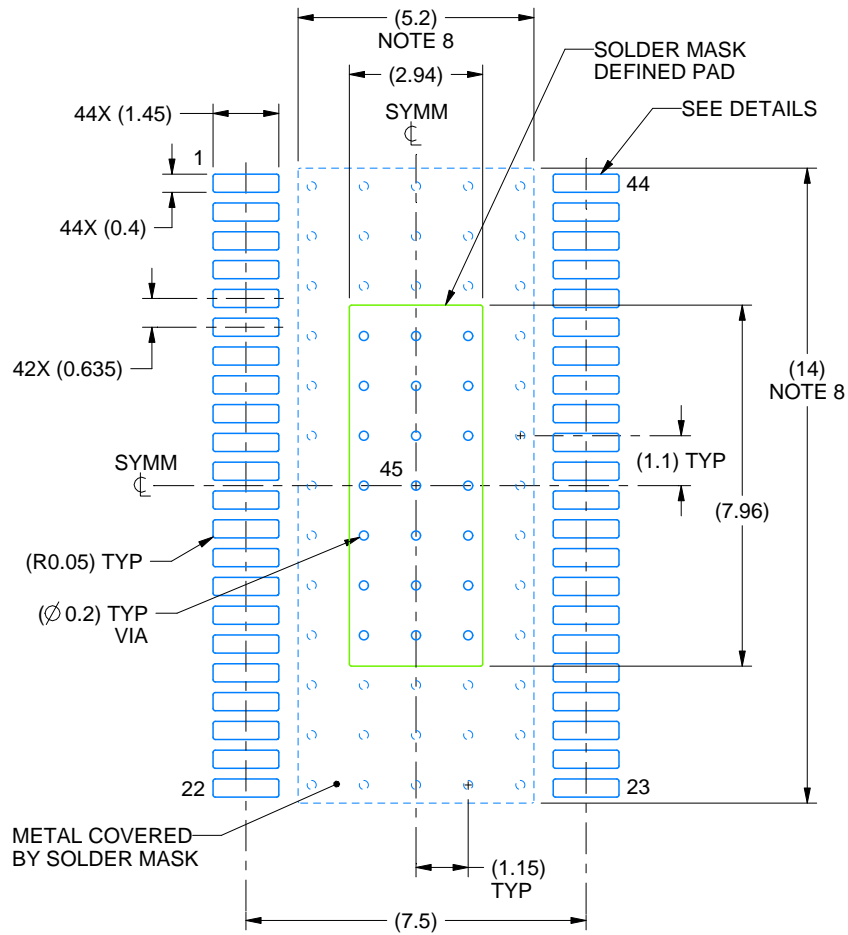 (5.2)
NOTE 8
SOLDER MASK
DEFINED PAD
(2.94)
44X (1.45)
SYMM
℄
SEE DETAILS
1
44
44X (0.4)
42X (0.635)
(14)
NOTE 8
(1.1) TYP
SYMM
℄
45
(7.96)
(R0.05) TYP
(∅ 0.2) TYP
VIA
22
23
METAL COVERED
BY SOLDER MASK
(1.15)
TYP
(7.5)